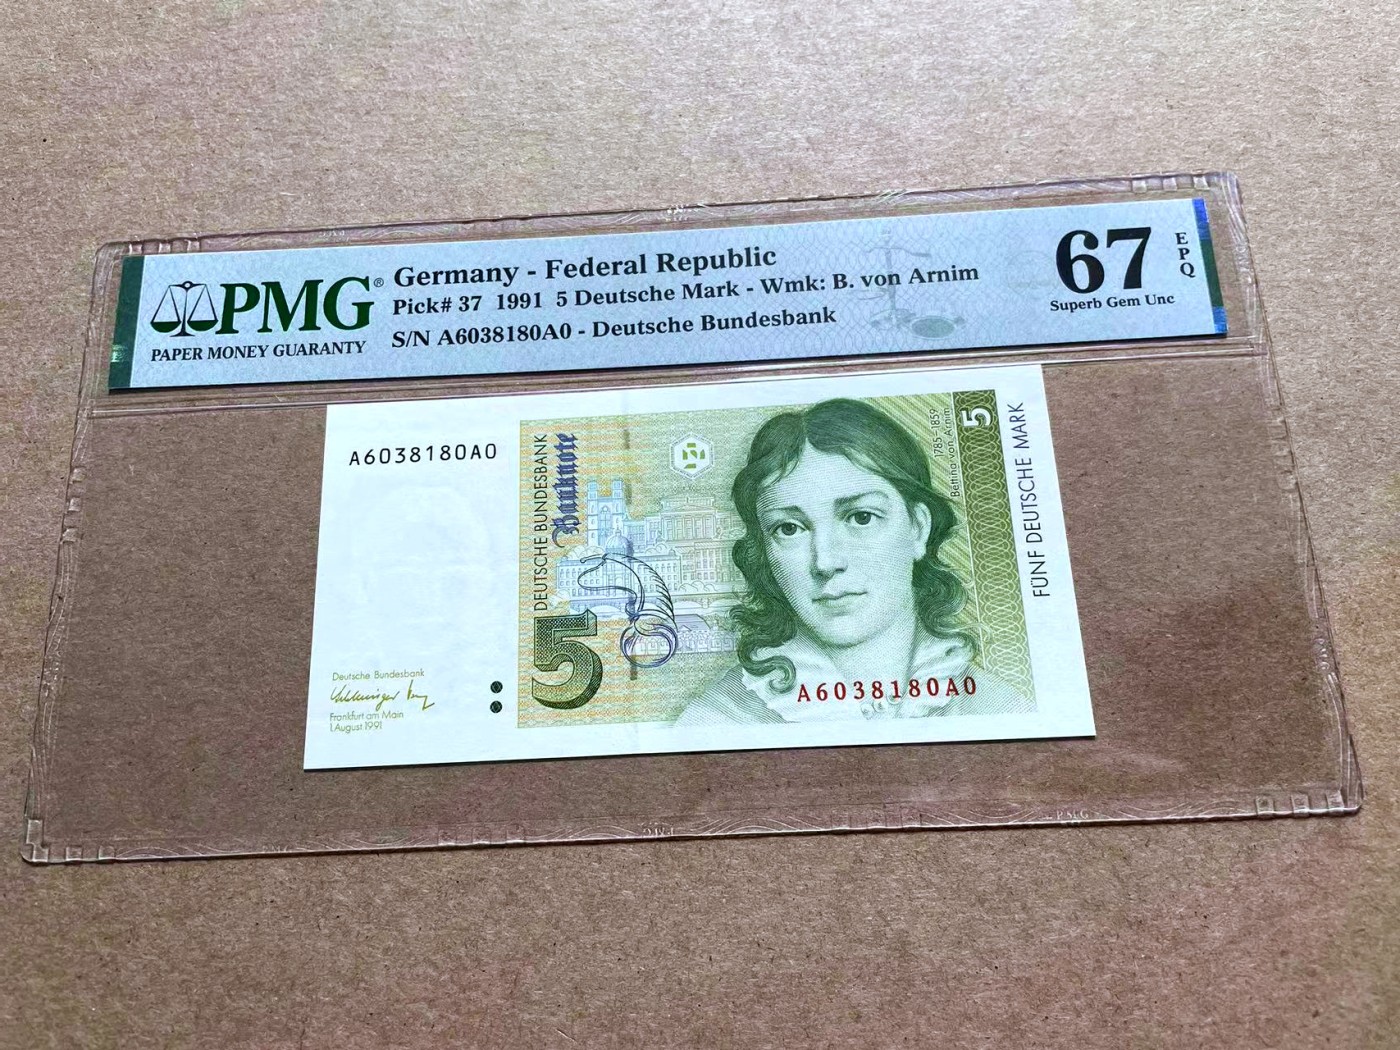 PMG®
PAPER MONEY GUARANTY
Germany - Federal Republic
Pick# 37 1991 5 Deutsche Mark - Wmk: B. von Arnim
S/N A6038180A0 - Deutsche Bundesbank
67
EPQ
Superb Gem Unc
A6038180A0
DEUTSCHE BUNDESBANK
Banknote
5
1785-1859
Bettina von Arnim
5
FÜNF DEUTSCHE MARK
Deutsche Bundesbank
Frankfurt am Main
1. August 1991
5
A6038180A0